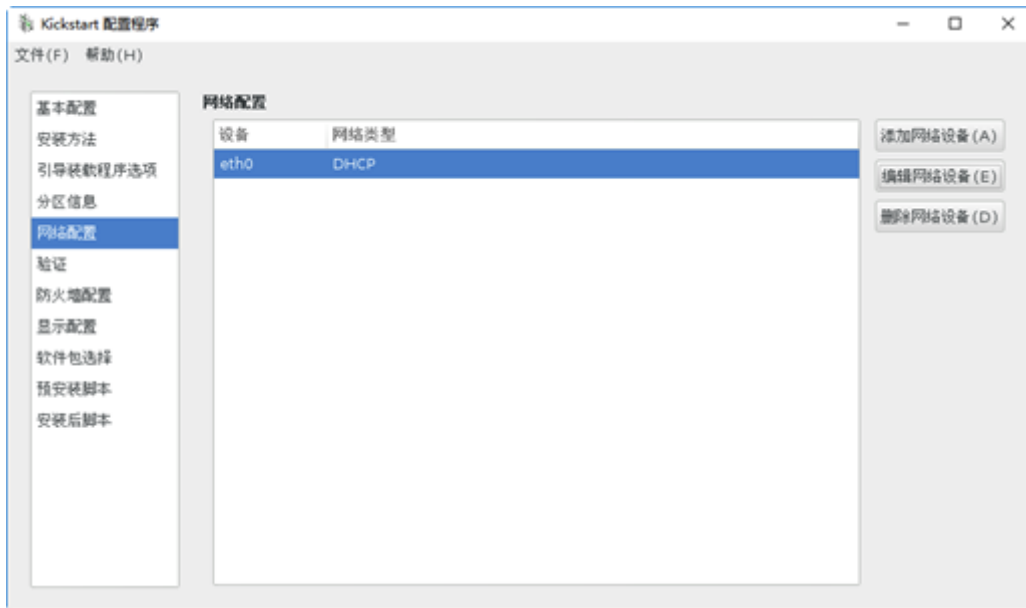 Kickstart 配置程序
文件(F) 帮助(H)
基本配置
安装方法
引导装载程序选项
分区信息
网络配置
验证
防火墙配置
显示配置
软件包选择
预安装脚本
安装后脚本
网络配置
设备 网络类型
eth0 DHCP
添加网络设备(A)
编辑网络设备(E)
删除网络设备(D)